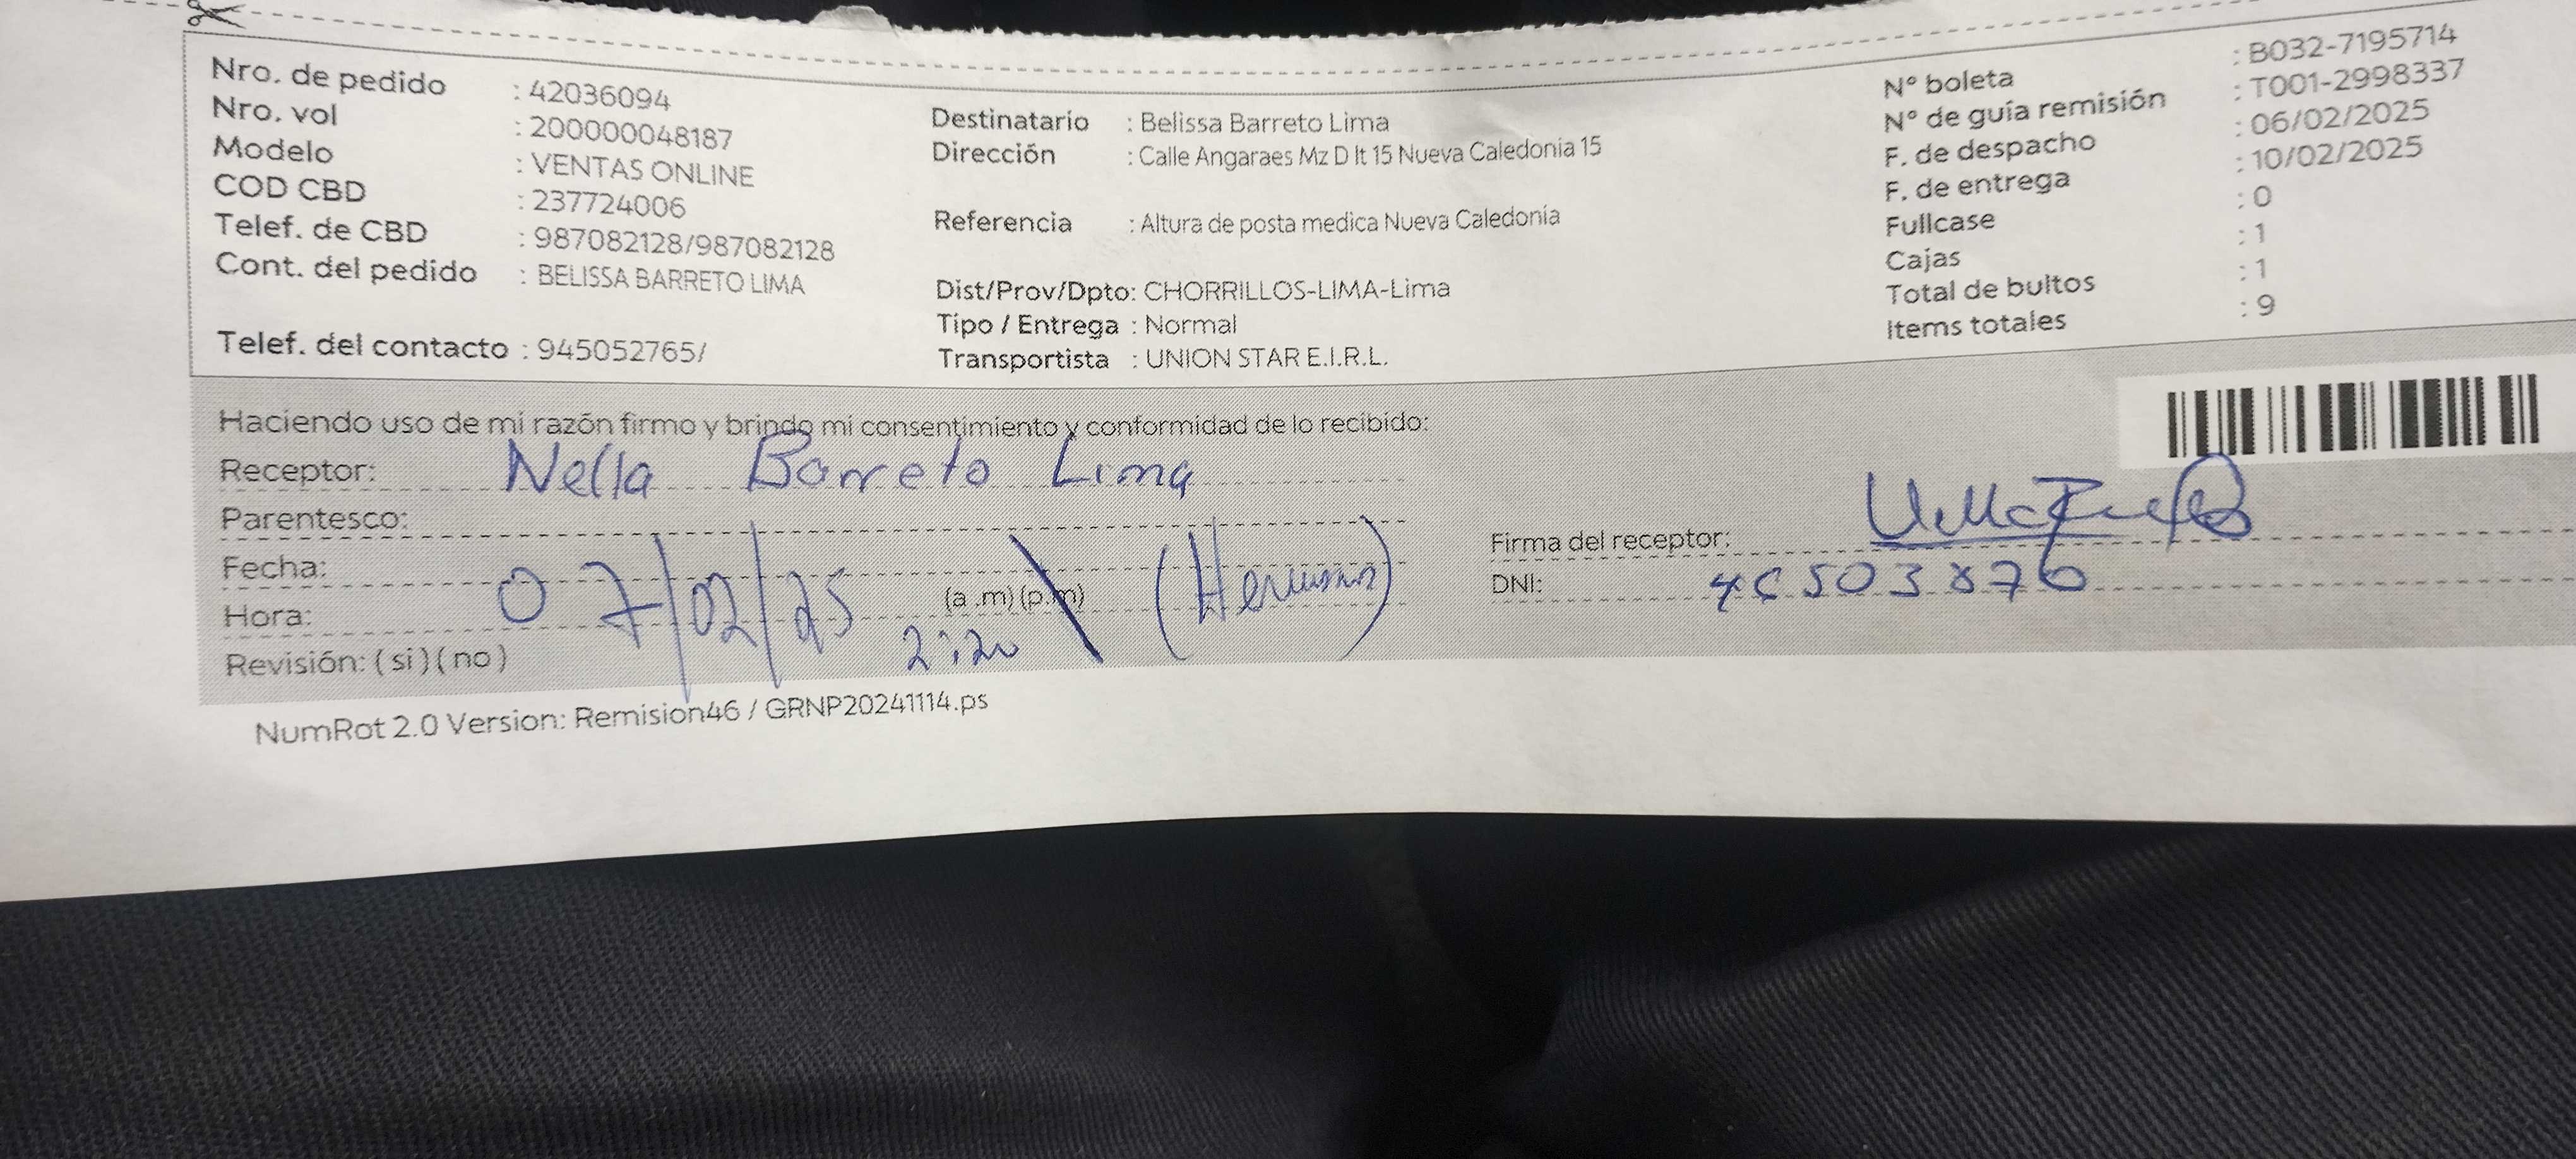 Nro. de pedido : 42036094
Nro. vol : 200000048187
Modelo : VENTAS ONLINE
COD CBD : 237724006
Telef. de CBD : 987082128/987082128
Cont. del pedido : BELISSA BARRETO LIMA
Telef. del contacto : 945052765/
Destinatario : Belissa Barreto Lima
Dirección : Calle Angaraes Mz D lt 15 Nueva Caledonia 15
Referencia : Altura de posta medica Nueva Caledonia
Dist/Prov/Dpto: CHORRILLOS-LIMA-Lima
Tipo / Entrega : Normal
Transportista : UNION STAR E.I.R.L.
N° boleta : B032-7195714
N° de guía remisión : T001-2998337
F. de despacho : 06/02/2025
F. de entrega : 10/02/2025
Fullcase : 0
Cajas : 1
Total de bultos : 1
Items totales : 9
Haciendo uso de mi razón firmo y brindo mi consentimiento y conformidad de lo recibido:
Receptor: Nella Barreto Lima
Parentesco:
Fecha: 07/02/25
Hora: (a .m) (p.m) 2:20
Revisión: ( si ) ( no )
Firma del receptor:
DNI:
NumRot 2.0 Version: Remision46 / GRNP20241114.ps